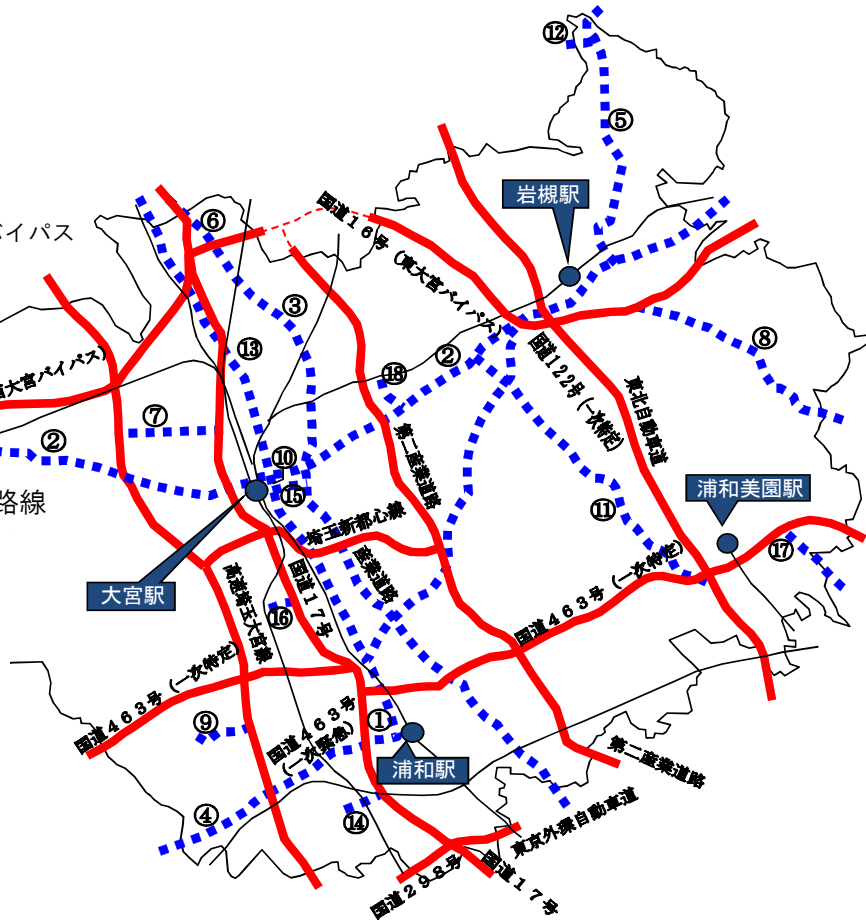 ⑫
⑤
岩槻駅
国道１６号（東大宮バイパス）
⑥
バイパス
③
⑬
②
⑱
国道１２２号（一次特定）
⑧
西大宮バイパス）
⑦
東北自動車道
第二産業道路
②
⑩
⑮
路線
浦和美園駅
⑪
⑰
埼玉新都心線
産業道路
大宮駅
高速埼玉大宮線
国道１７号
⑯
国道４６３号（一次特定）
国道４６３号（一次特定）
⑨
国道４６３号
（一次緊急）
①
浦和駅
第二産業道路
④
⑭
東京外環自動車道
国道２９８号
国道１７号